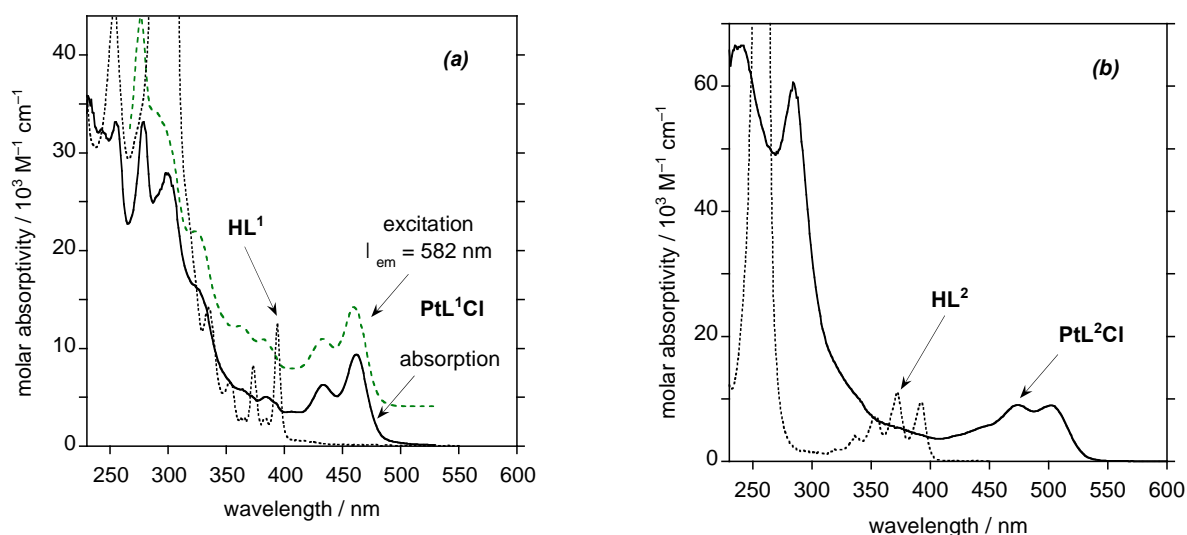 (a)
molar absorptivity / 10³ M⁻¹ cm⁻¹
40
30
20
10
0
HL¹
excitation
l em = 582 nm
PtL¹Cl
absorption
250 300 350 400 450 500 550 600
wavelength / nm
(b)
molar absorptivity / 10³ M⁻¹ cm⁻¹
60
40
20
0
HL²
PtL²Cl
250 300 350 400 450 500 550 600
wavelength / nm